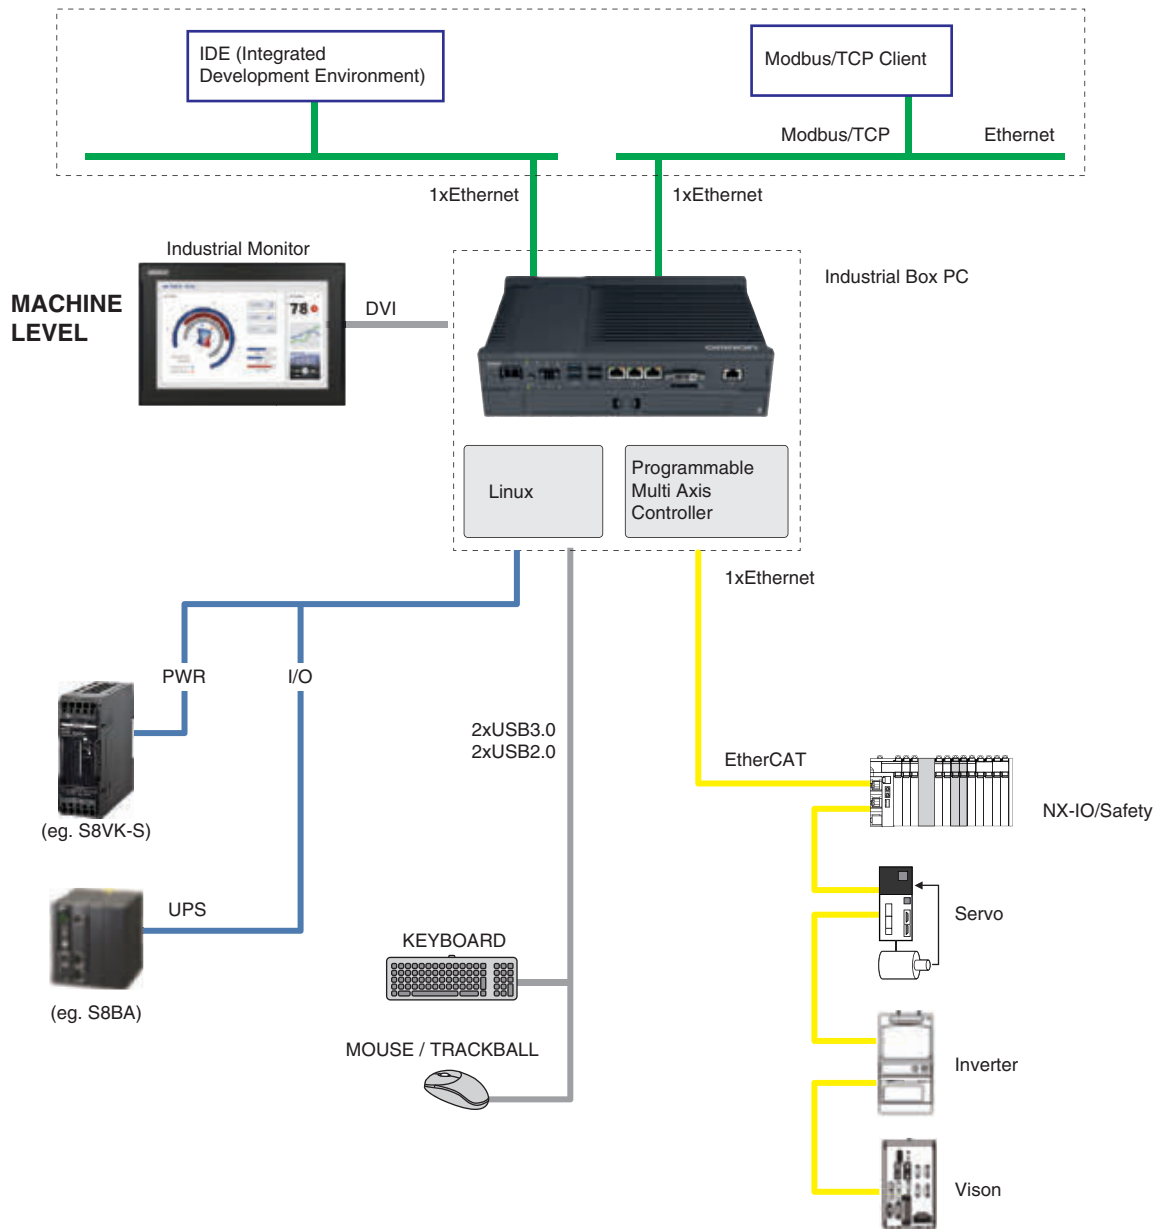 IDE (Integrated
Development Environment)
Modbus/TCP Client
Modbus/TCP
Ethernet
1xEthernet
1xEthernet
Industrial Monitor
Industrial Box PC
MACHINE
LEVEL
DVI
78
OMRON
Linux
Programmable
Multi Axis
Controller
1xEthernet
PWR
I/O
2xUSB3.0
2xUSB2.0
EtherCAT
NX-IO/Safety
(eg. S8VK-S)
UPS
Servo
KEYBOARD
(eg. S8BA)
MOUSE / TRACKBALL
Inverter
Vison